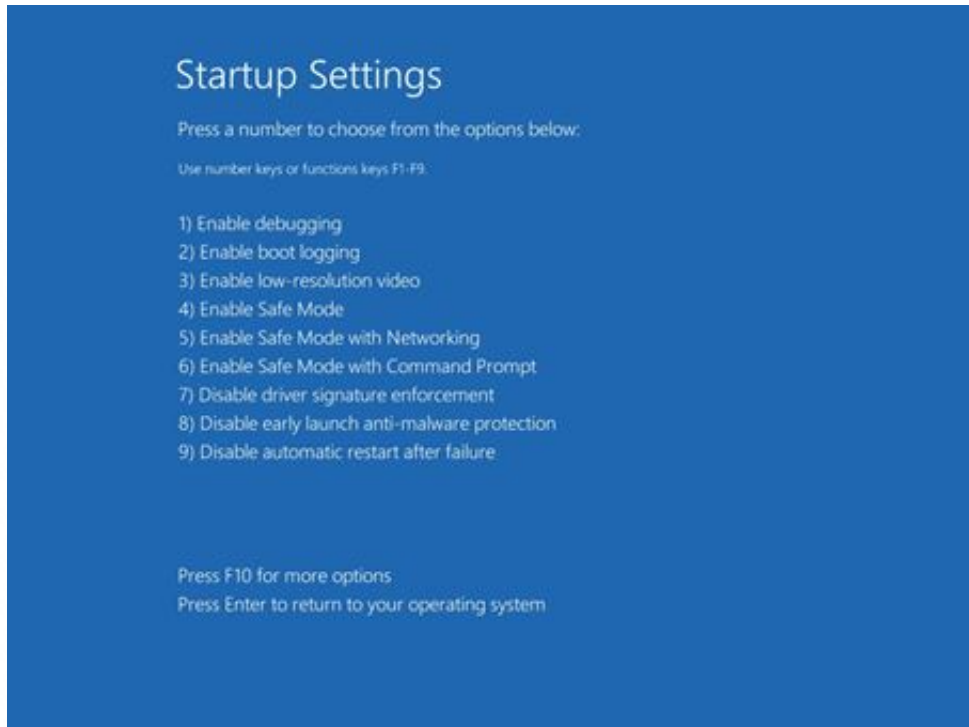 Startup Settings
Press a number to choose from the options below:
Use number keys or functions keys F1-F9.
1) Enable debugging
2) Enable boot logging
3) Enable low-resolution video
4) Enable Safe Mode
5) Enable Safe Mode with Networking
6) Enable Safe Mode with Command Prompt
7) Disable driver signature enforcement
8) Disable early launch anti-malware protection
9) Disable automatic restart after failure
Press F10 for more options
Press Enter to return to your operating system